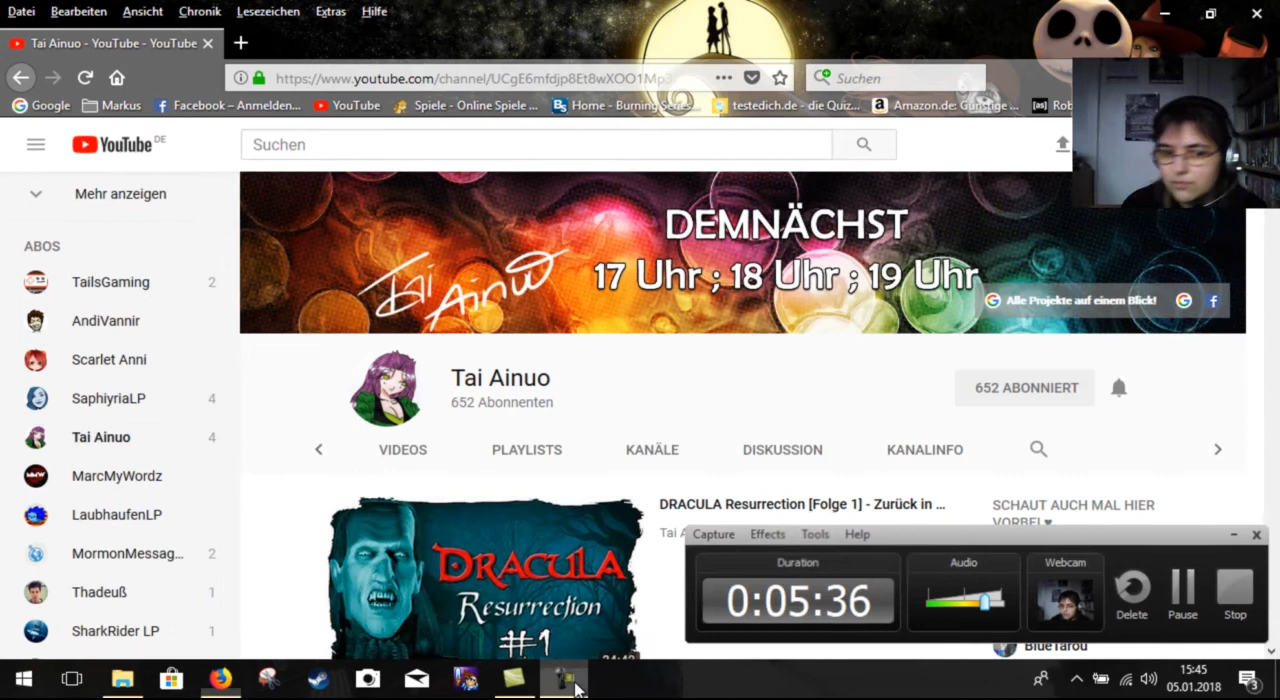 Datei Bearbeiten Ansicht Chronik Lesezeichen Extras Hilfe
Tai Ainuo - YouTube - YouTube
https://www.youtube.com/channel/UCgE6mfdjp8Et8wXOO1Mp3
Suchen
Google Markus Facebook – Anmelden... YouTube Spiele - Online Spiele ... Home - Burning Series... testedich.de - die Quiz... Amazon.de: Günstige ... [as] Rob
YouTube DE
Suchen
Mehr anzeigen
ABOS
TailsGaming 2
AndiVannir
Scarlet Anni
SaphiyriaLP 4
Tai Ainuo 4
MarcMyWordz
LaubhaufenLP
MormonMessag... 2
Thadeuß 1
SharkRider LP 1
DEMNÄCHST
Tai Ainuo
17 Uhr ; 18 Uhr ; 19 Uhr
Alle Projekte auf einem Blick!
Tai Ainuo
652 Abonnenten
652 ABONNIERT
VIDEOS PLAYLISTS KANÄLE DISKUSSION KANALINFO
DRACULA
Resurrection
#1
DRACULA Resurrection [Folge 1] - Zurück in ...
Tai A
SCHAUT AUCH MAL HIER
VORBEI♥
Capture Effects Tools Help
Duration Audio Webcam
0:05:36
Delete Pause Stop
BlueTarou
15:45
05.01.2018
3